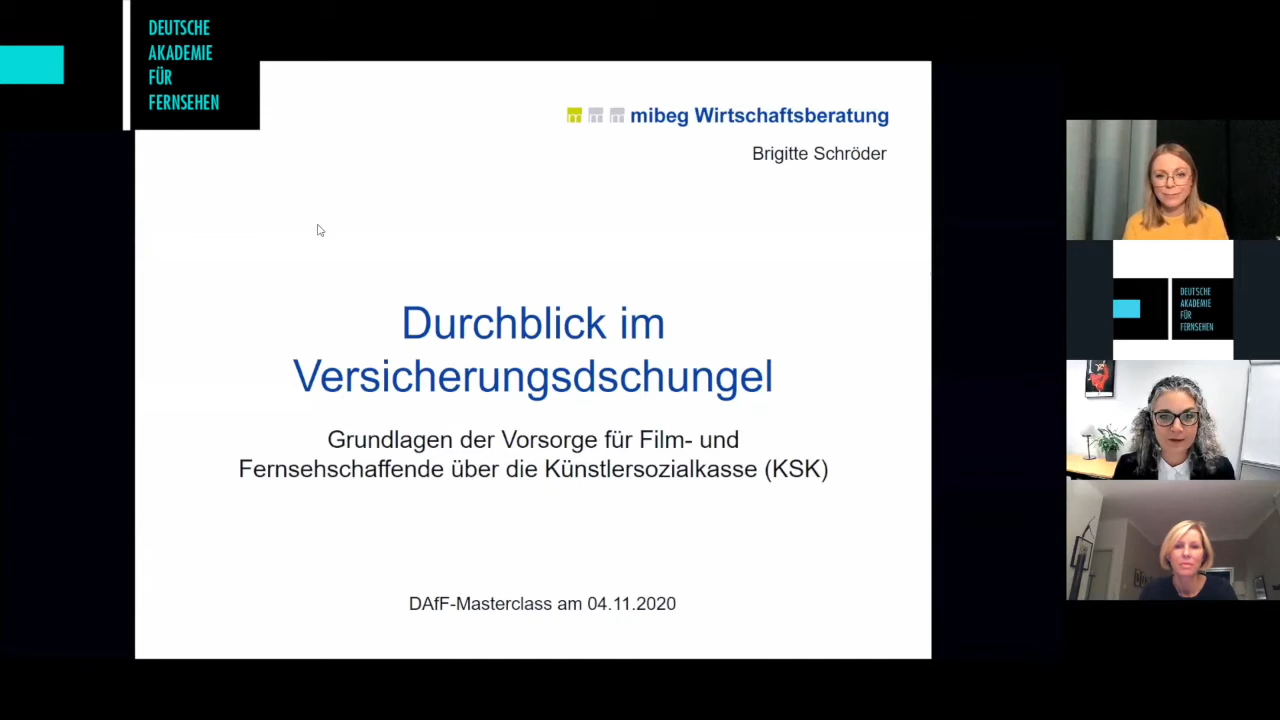 DEUTSCHE
AKADEMIE
FÜR
FERNSEHEN
mibeg Wirtschaftsberatung
Brigitte Schröder
Durchblick im
Versicherungsdschungel
Grundlagen der Vorsorge für Film- und
Fernsehschaffende über die Künstlersozialkasse (KSK)
DAfF-Masterclass am 04.11.2020
DEUTSCHE
AKADEMIE
FÜR
FERNSEHEN